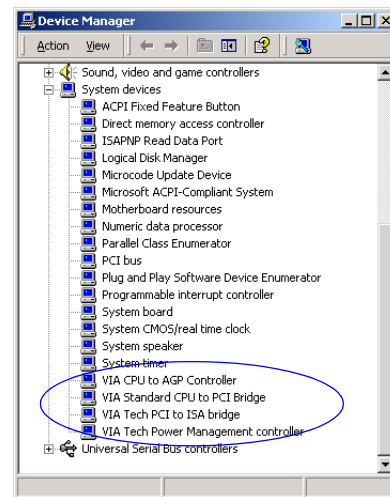 Device Manager
Action View
Sound, video and game controllers
System devices
ACPI Fixed Feature Button
Direct memory access controller
ISAPNP Read Data Port
Logical Disk Manager
Microcode Update Device
Microsoft ACPI-Compliant System
Motherboard resources
Numeric data processor
Parallel Class Enumerator
PCI bus
Plug and Play Software Device Enumerator
Programmable interrupt controller
System board
System CMOS/real time clock
System speaker
System timer
VIA CPU to AGP Controller
VIA Standard CPU to PCI Bridge
VIA Tech PCI to ISA bridge
VIA Tech Power Management controller
Universal Serial Bus controllers